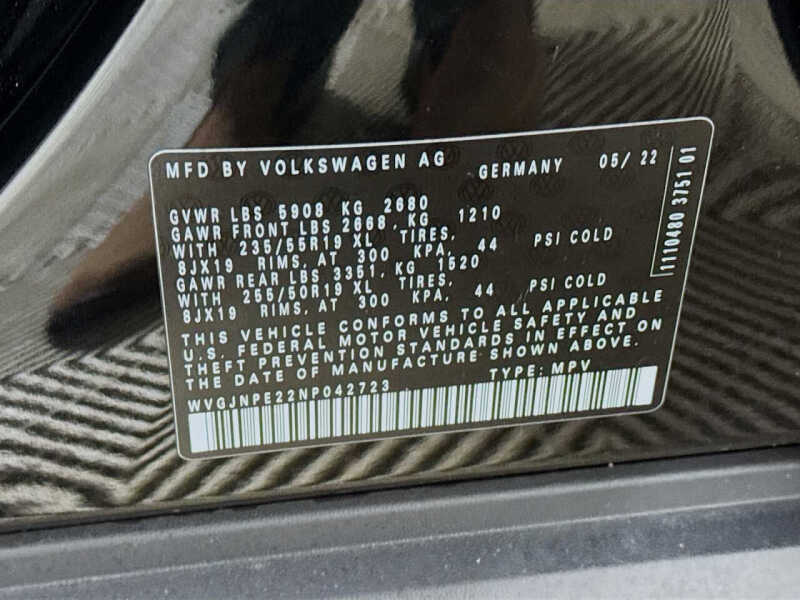 MFD BY VOLKSWAGEN AG GERMANY 05/ 22
GVWR LBS 5908 KG 2680
GAWR FRONT LBS 2668, KG 1210
WITH 235/55R19 XL TIRES,
8JX19 RIMS, AT 300 KPA, 44 PSI COLD
GAWR REAR LBS 3351, KG 1520
WITH 255/50R19 XL TIRES,
8JX19 RIMS, AT 300 KPA, 44 PSI COLD
THIS VEHICLE CONFORMS TO ALL APPLICABLE
U.S. FEDERAL MOTOR VEHICLE SAFETY AND
THEFT PREVENTION STANDARDS IN EFFECT ON
THE DATE OF MANUFACTURE SHOWN ABOVE.
WVGJNPE22NP042723 TYPE: MPV
1110480 3751 01